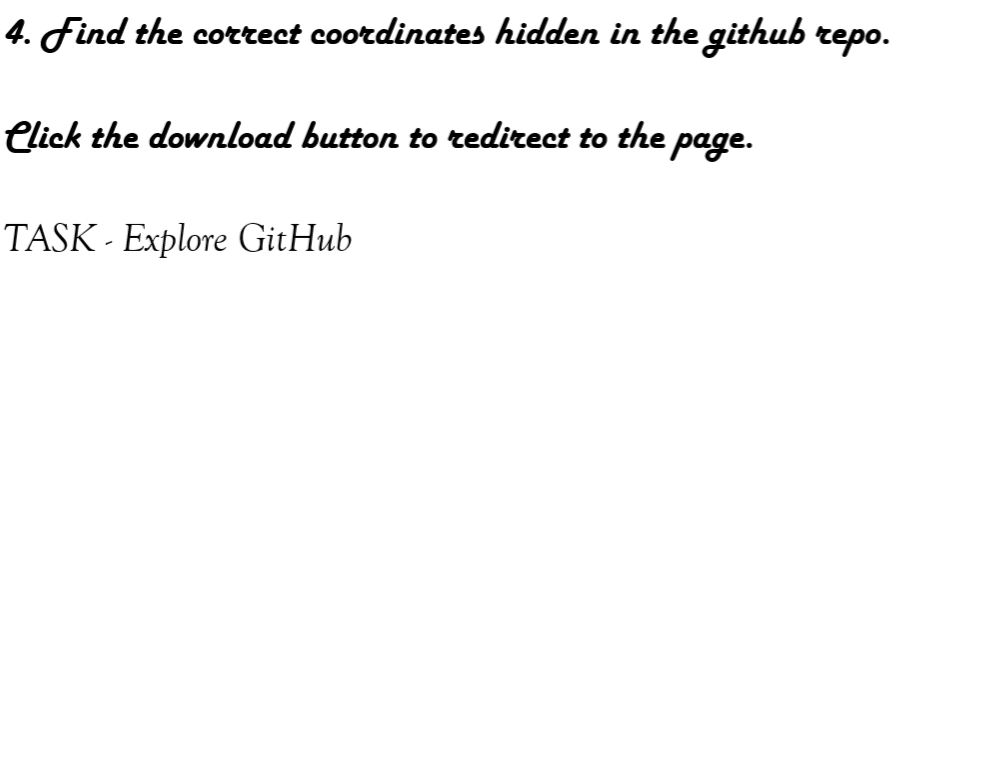 4. Find the correct coordinates hidden in the github repo.
Click the download button to redirect to the page.
TASK - Explore GitHub